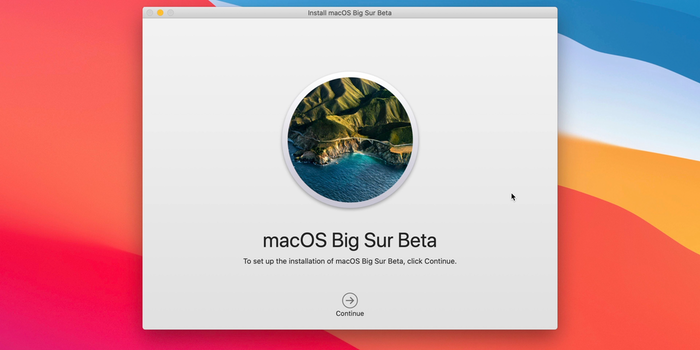 Install macOS Big Sur Beta
macOS Big Sur Beta
To set up the installation of macOS Big Sur Beta, click Continue.
Continue